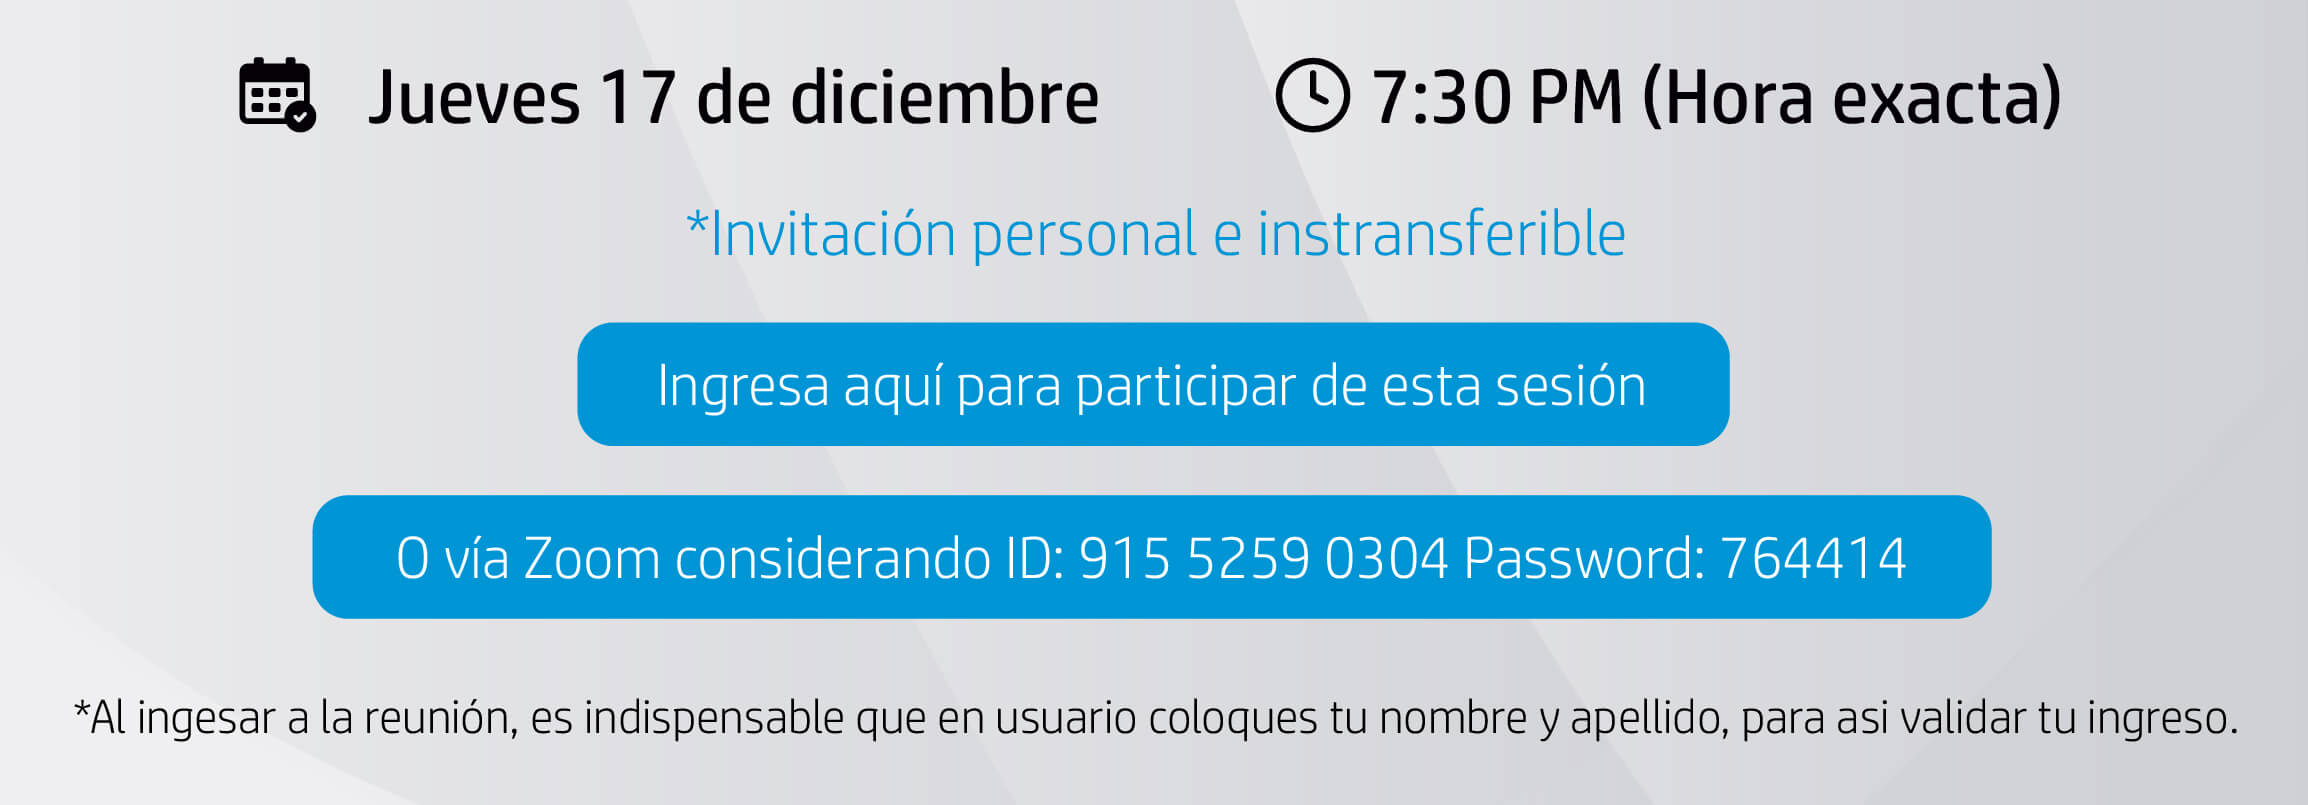 Jueves 17 de diciembre
7:30 PM (Hora exacta)
*Invitación personal e instransferible
Ingresa aquí para participar de esta sesión
O vía Zoom considerando ID: 915 5259 0304 Password: 764414
*Al ingesar a la reunión, es indispensable que en usuario coloques tu nombre y apellido, para asi validar tu ingreso.